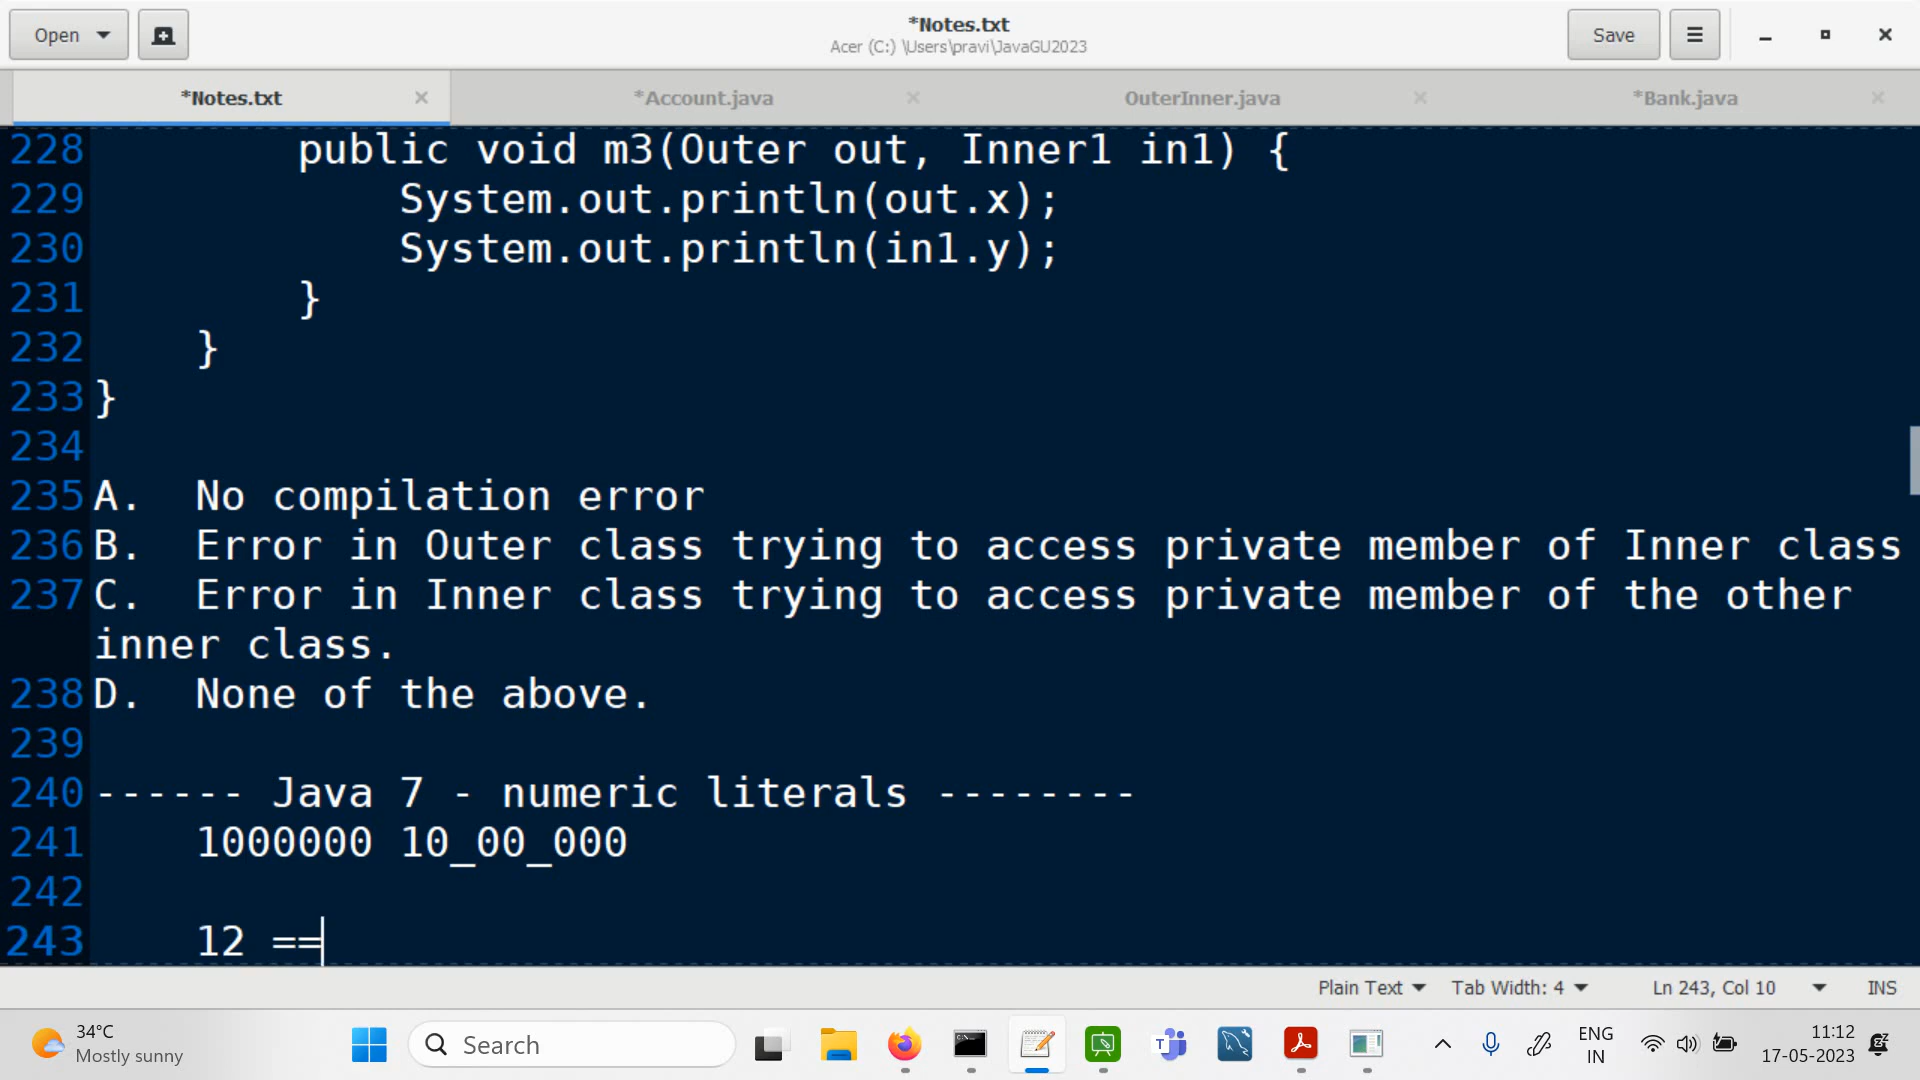 Open
*Notes.txt
Acer (C:) \Users\pravi\JavaGU2023
Save
*Notes.txt
*Account.java
OuterInner.java
*Bank.java
228 public void m3(Outer out, Inner1 in1) {
229 System.out.println(out.x);
230 System.out.println(in1.y);
231 }
232 }
233 }
234
235 A. No compilation error
236 B. Error in Outer class trying to access private member of Inner class
237 C. Error in Inner class trying to access private member of the other
inner class.
238 D. None of the above.
239
240 ------ Java 7 - numeric literals --------
241 1000000 10_00_000
242
243 12 ==
Plain Text Tab Width: 4 Ln 243, Col 10 INS
34°C
Mostly sunny
Search
ENG
IN
11:12
17-05-2023